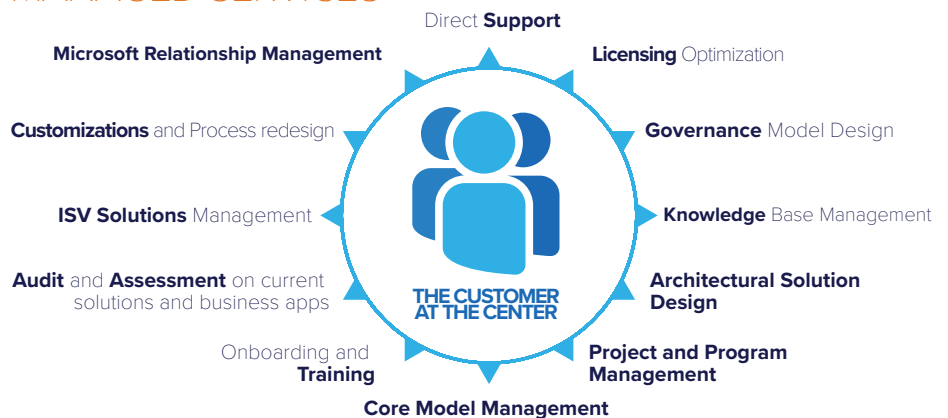 MANAGED SERVICES
Direct Support
Microsoft Relationship Management
Licensing Optimization
Customizations and Process redesign
Governance Model Design
ISV Solutions Management
Knowledge Base Management
Audit and Assessment on current
solutions and business apps
Architectural Solution
Design
THE CUSTOMER
AT THE CENTER
Onboarding and
Training
Project and Program
Management
Core Model Management